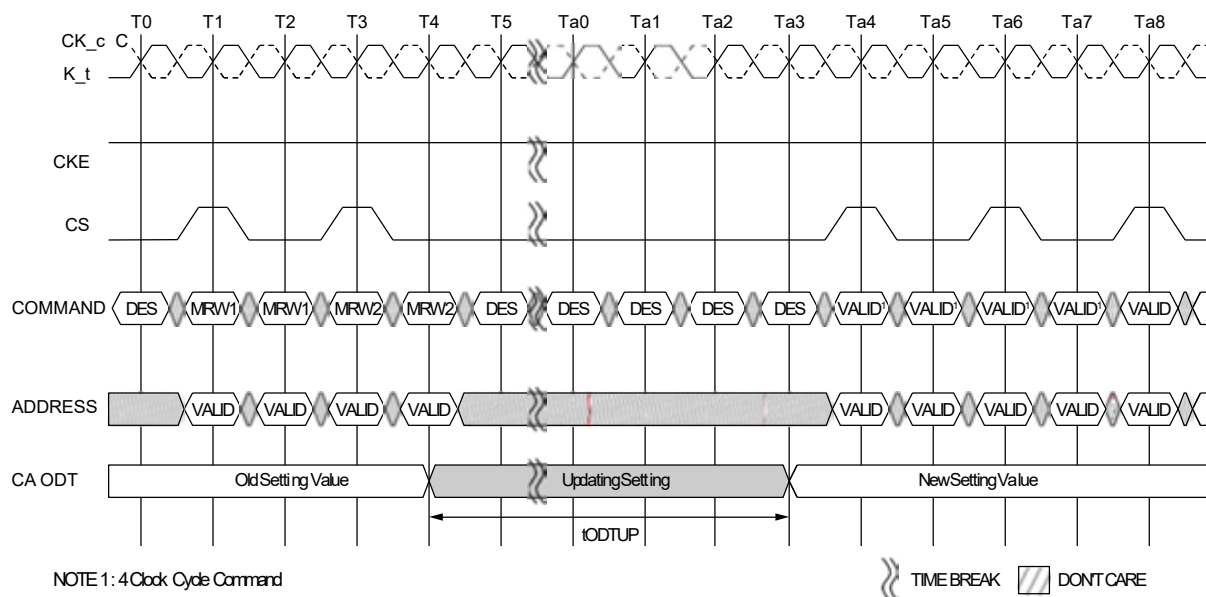 T0 T1 T2 T3 T4 T5 Ta0 Ta1 Ta2 Ta3 Ta4 Ta5 Ta6 Ta7 Ta8
CK_c C
K_t
CKE
CS
COMMAND DES MRW1 MRW1 MRW2 MRW2 DES DES DES DES DES VALID¹ VALID¹ VALID¹ VALID¹ VALID
ADDRESS VALID VALID VALID VALID VALID VALID VALID VALID VALID
CA ODT Old Setting Value Updating Setting New Setting Value
tODTUP
NOTE 1 : 4 Clock Cycle Command TIME BREAK DON'T CARE